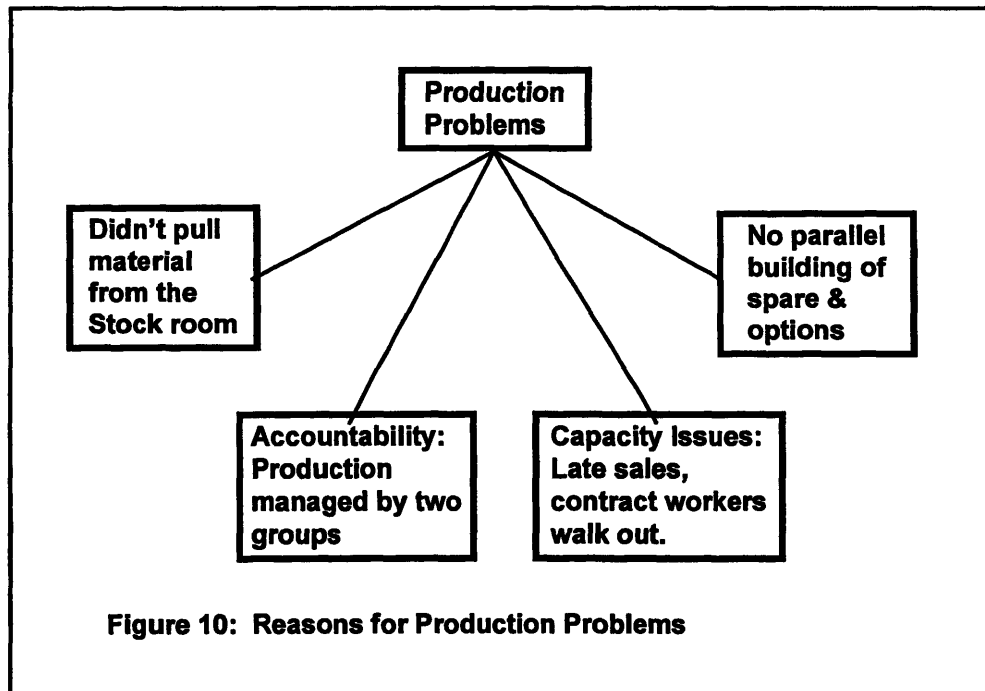 Production
Problems
Didn't pull
material
from the
Stock room
No parallel
building of
spare &
options
Accountability:
Production
managed by two
groups
Capacity Issues:
Late sales,
contract workers
walk out.
Figure 10: Reasons for Production Problems